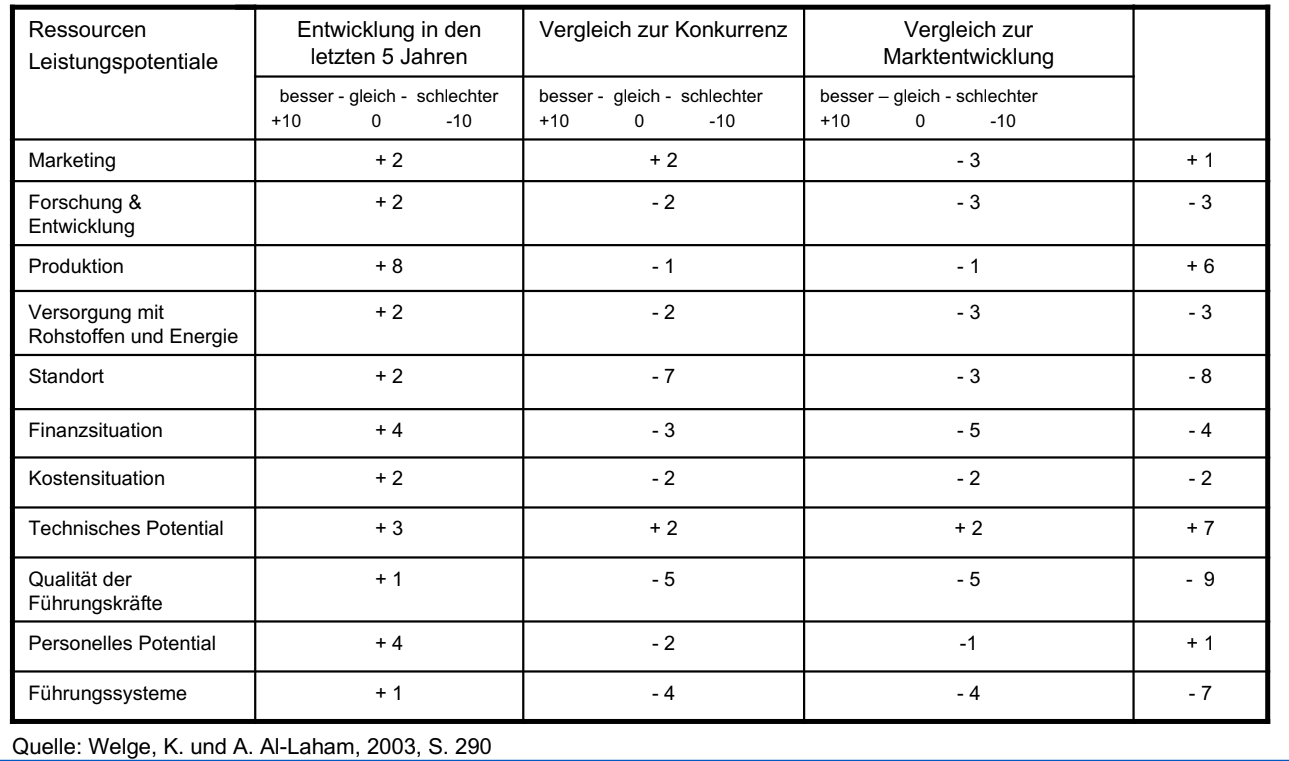 Ressourcen
Leistungspotentiale
Entwicklung in den
letzten 5 Jahren
Vergleich zur Konkurrenz
Vergleich zur
Marktentwicklung
besser - gleich - schlechter
+10 0 -10
besser - gleich - schlechter
+10 0 -10
besser – gleich - schlechter
+10 0 -10
Marketing + 2 + 2 - 3 + 1
Forschung &
Entwicklung + 2 - 2 - 3 - 3
Produktion + 8 - 1 - 1 + 6
Versorgung mit
Rohstoffen und Energie + 2 - 2 - 3 - 3
Standort + 2 - 7 - 3 - 8
Finanzsituation + 4 - 3 - 5 - 4
Kostensituation + 2 - 2 - 2 - 2
Technisches Potential + 3 + 2 + 2 + 7
Qualität der
Führungskräfte + 1 - 5 - 5 - 9
Personelles Potential + 4 - 2 -1 + 1
Führungssysteme + 1 - 4 - 4 - 7
Quelle: Welge, K. und A. Al-Laham, 2003, S. 290